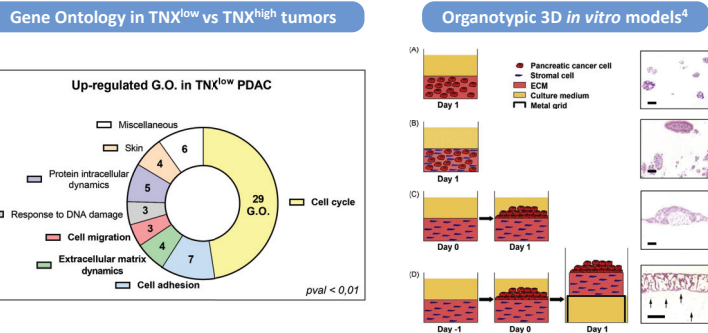 Gene Ontology in TNXlow vs TNXhigh tumors
Up-regulated G.O. in TNXlow PDAC
Miscellaneous
Skin
Protein intracellular
dynamics
Response to DNA damage
Cell migration
Extracellular matrix
dynamics
Cell adhesion
Cell cycle
6
4
5
3
3
4
7
29
G.O.
pval < 0,01
Organotypic 3D in vitro models4
(A)
Day 1
Pancreatic cancer cell
Stromal cell
ECM
Culture medium
Metal grid
(B)
Day 1
(C)
Day 0
Day 1
(D)
Day -1
Day 0
Day 1